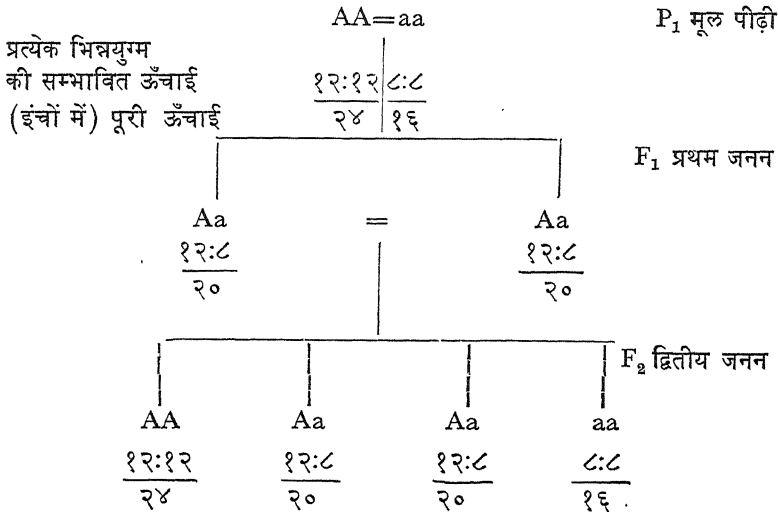 AA=aa P₁ मूल पीढ़ी
प्रत्येक भिन्नयुग्म
की सम्भावित ऊँचाई १२:१२ ८:८
(इंचों में) पूरी ऊँचाई २४ १६
F₁ प्रथम जनन
Aa = Aa
१२:८ १२:८
२० २०
F₂ द्वितीय जनन
AA Aa Aa aa
१२:१२ १२:८ १२:८ ८:८
२४ २० २० १६